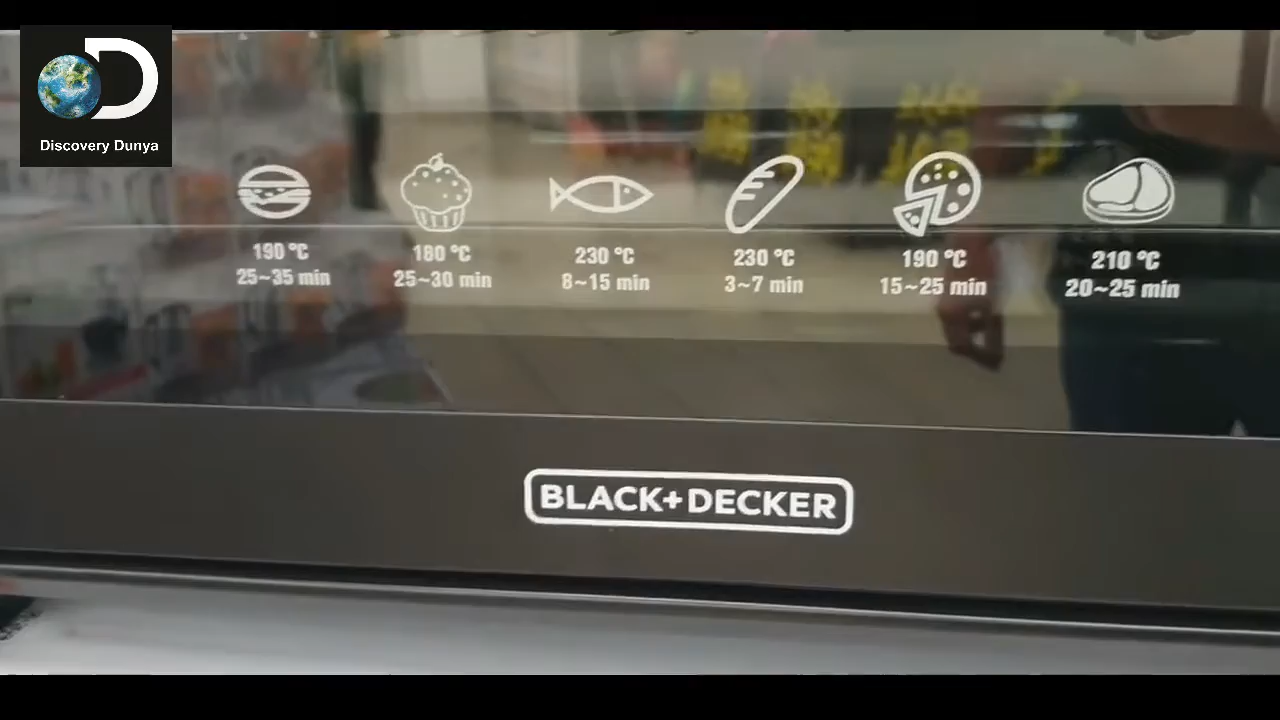 Discovery Dunya
190 °C
25~35 min
180 °C
25~30 min
230 °C
8~15 min
230 °C
3~7 min
190 °C
15~25 min
210 °C
20~25 min
BLACK+DECKER